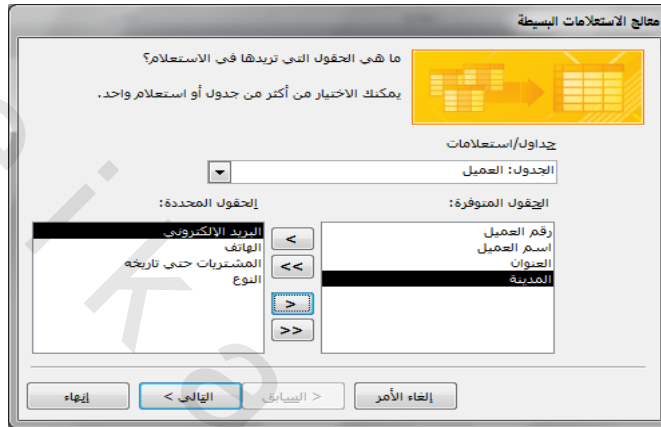 معالج الاستعلامات البسيطة
ما هي الحقول التي تريدها في الاستعلام؟
يمكنك الاختيار من أكثر من جدول أو استعلام واحد.
جداول/استعلامات
الجدول: العميل
الحقول المتوفرة:
رقم العميل
اسم العميل
العنوان
المدينة
>
>>
<
<<
الحقول المحددة:
البريد الإلكتروني
الهاتف
المشتريات حتى تاريخه
النوع
إلغاء الأمر
< السابق
التالي >
إنهاء